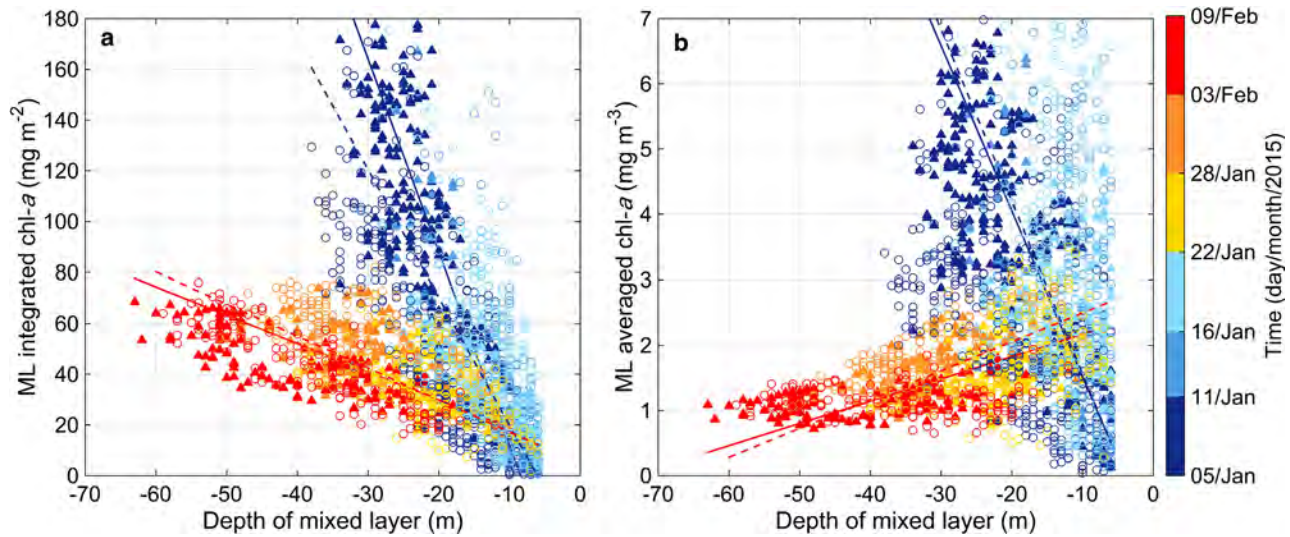 a
180
160
140
120
100
80
60
40
20
0
ML integrated chl-a (mg m-2)
-70 -60 -50 -40 -30 -20 -10 0
Depth of mixed layer (m)
b
7
6
5
4
3
2
1
0
ML averaged chl-a (mg m-3)
-70 -60 -50 -40 -30 -20 -10 0
Depth of mixed layer (m)
09/Feb
03/Feb
28/Jan
22/Jan
16/Jan
11/Jan
05/Jan
Time (day/month/2015)